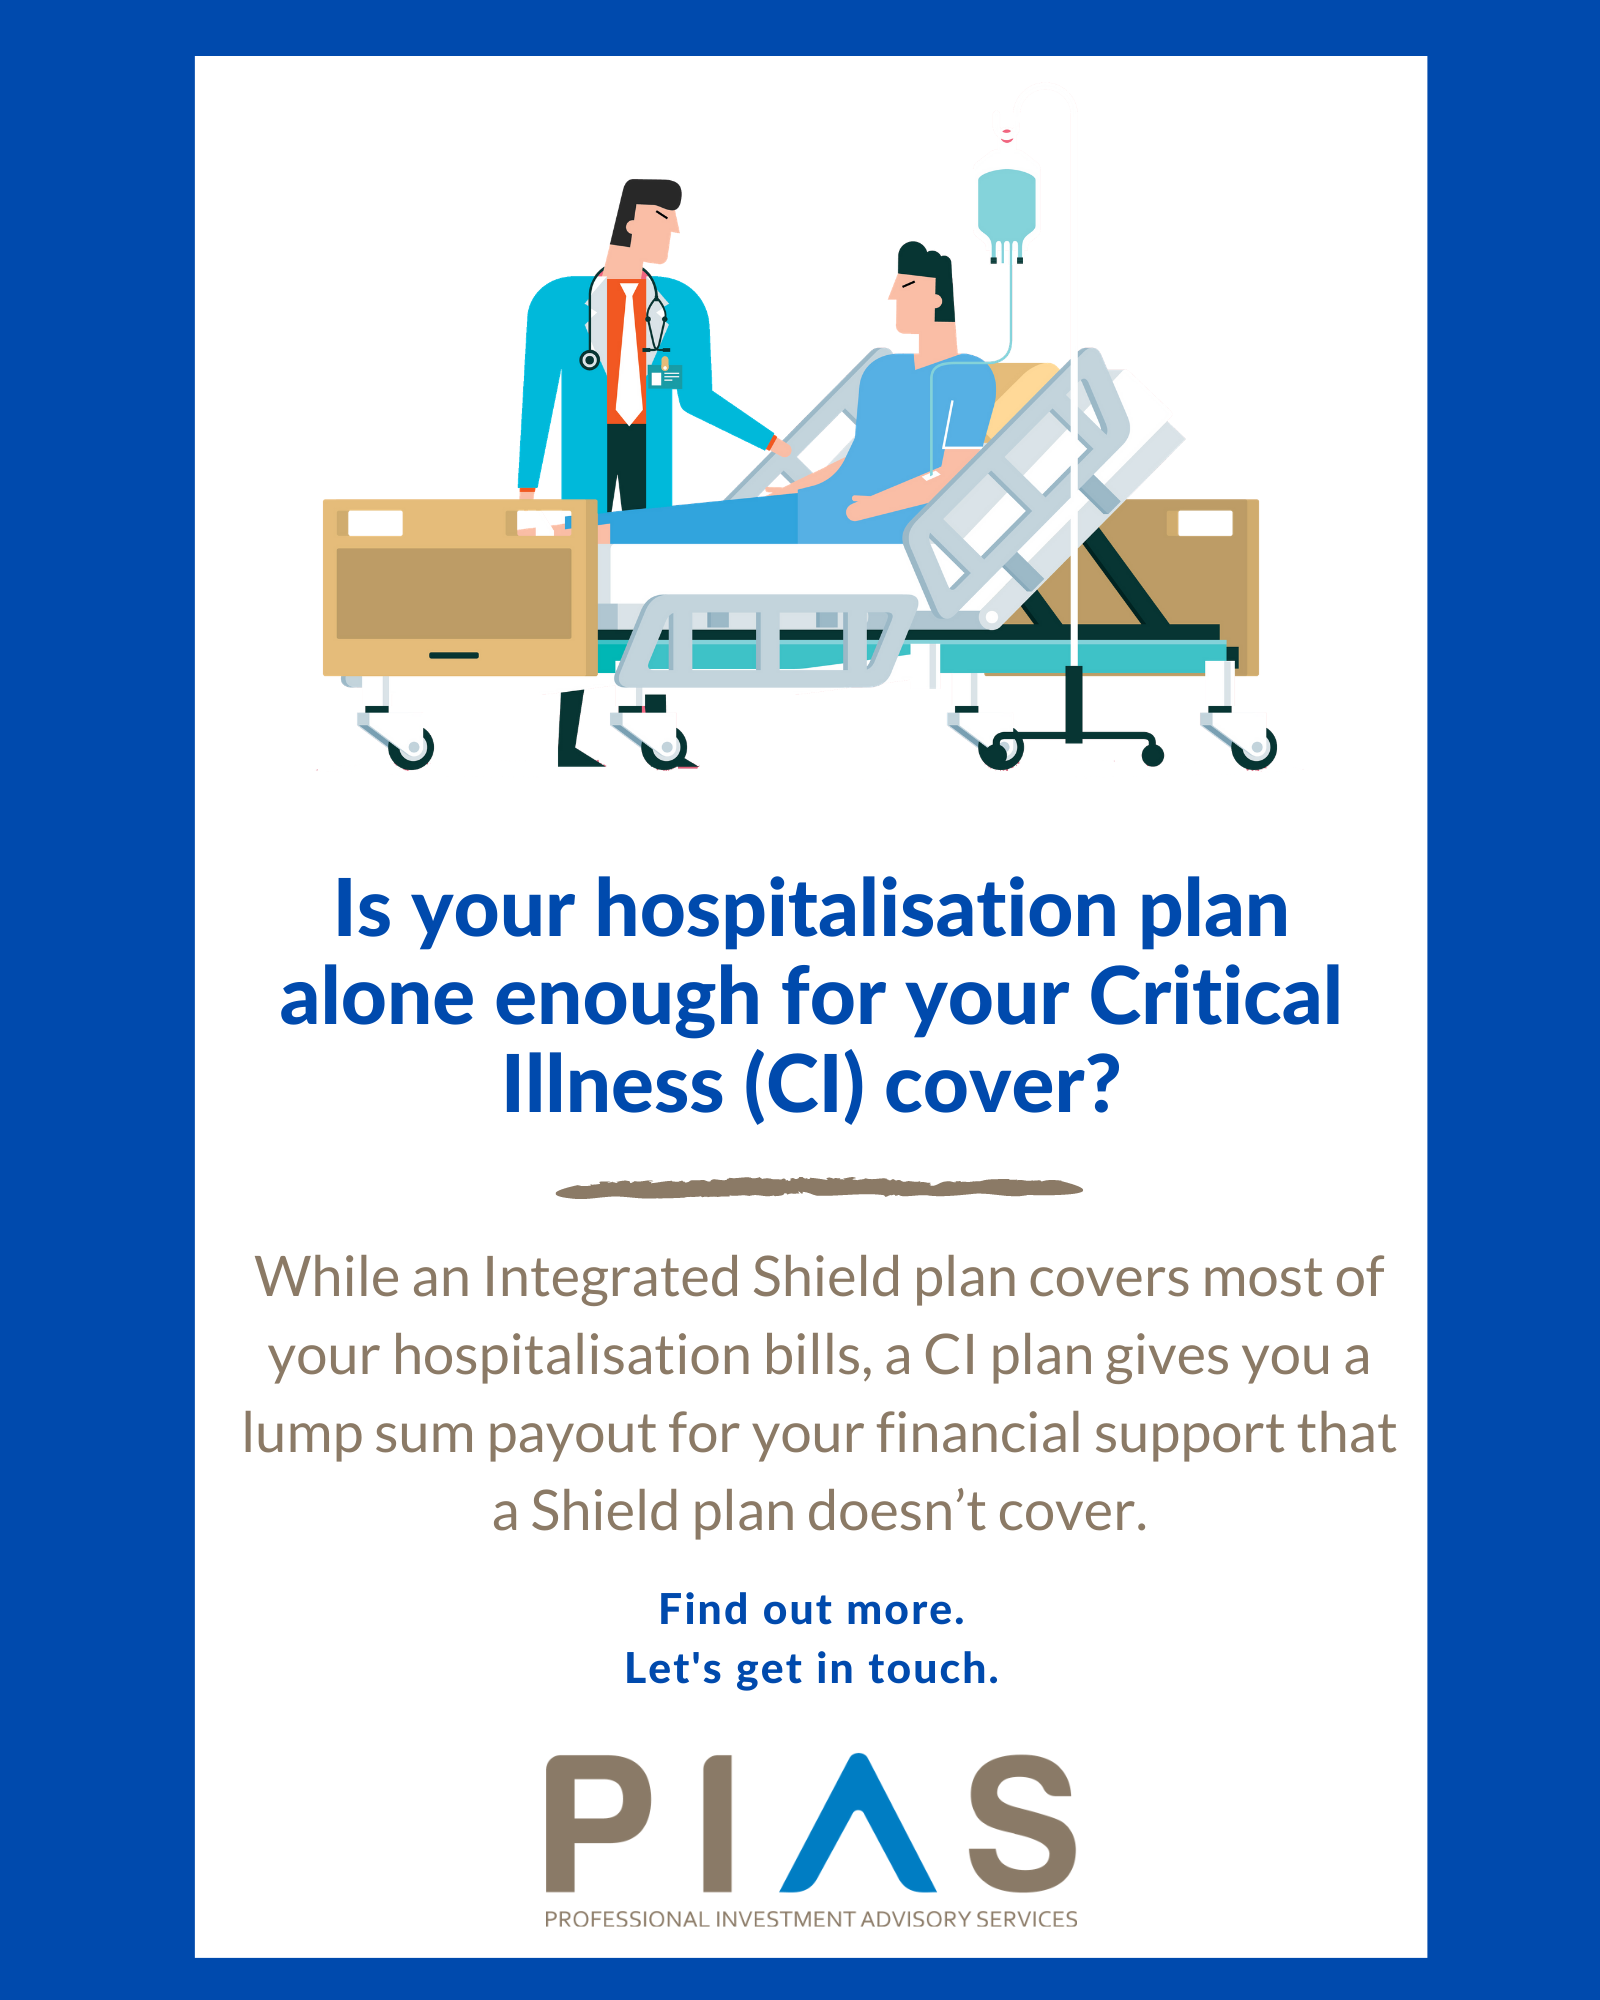 Is your hospitalisation plan
alone enough for your Critical
Illness (CI) cover?
While an Integrated Shield plan covers most of
your hospitalisation bills, a CI plan gives you a
lump sum payout for your financial support that
a Shield plan doesn’t cover.
Find out more.
Let's get in touch.
PIAS
PROFESSIONAL INVESTMENT ADVISORY SERVICES